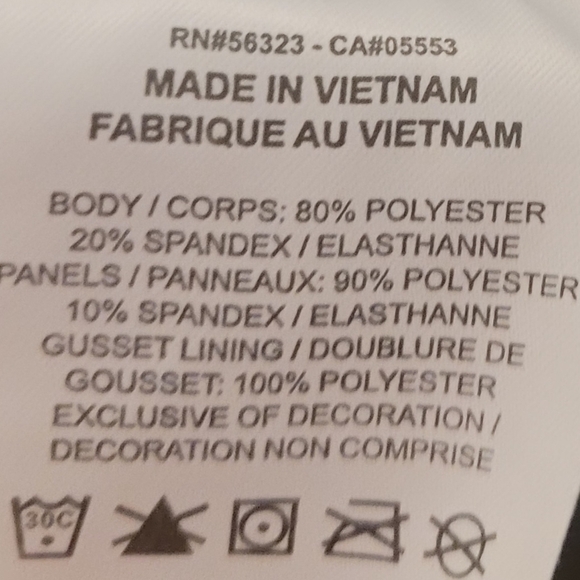 RN#56323 - CA#05553
MADE IN VIETNAM
FABRIQUE AU VIETNAM
BODY / CORPS: 80% POLYESTER
20% SPANDEX / ELASTHANNE
PANELS / PANNEAUX: 90% POLYESTER
10% SPANDEX / ELASTHANNE
GUSSET LINING / DOUBLURE DE
GOUSSET: 100% POLYESTER
EXCLUSIVE OF DECORATION /
DECORATION NON COMPRISE
30C